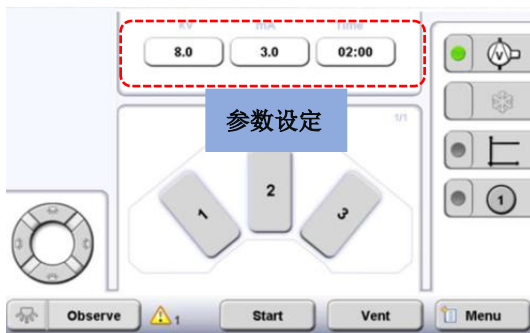 kV mA Time
8.0 3.0 02:00
参数设定
1/1
1 2 3
1
Observe 1 Start Vent Menu